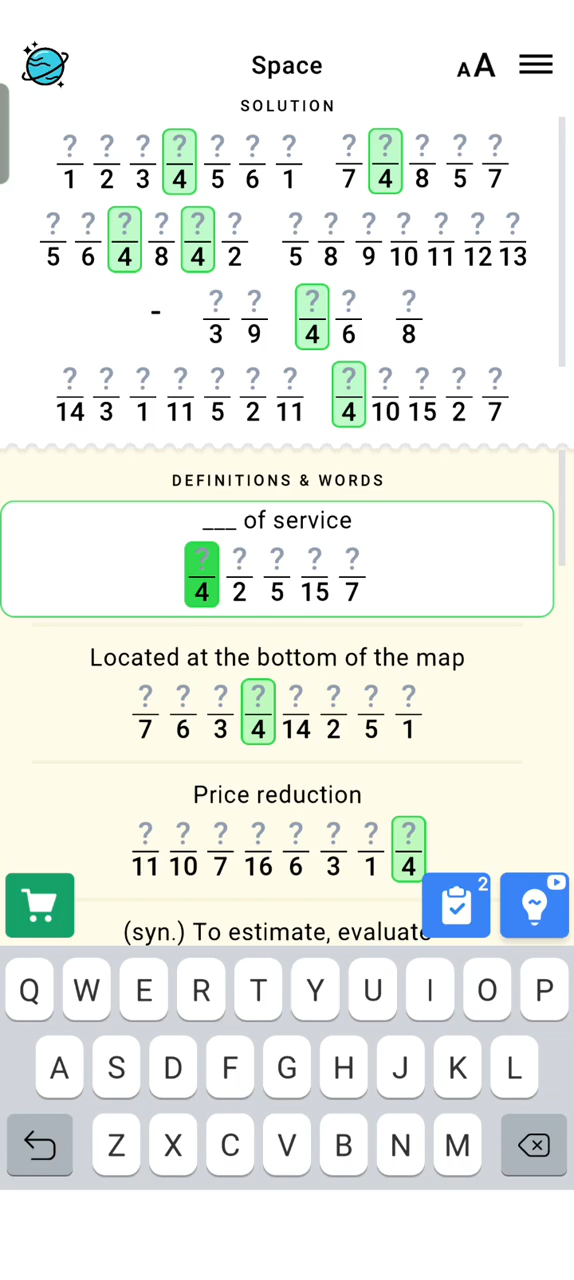 Space
AA
SOLUTION
? ? ? ? ? ? ? ? ? ? ? ?
1 2 3 4 5 6 1 7 4 8 5 7
? ? ? ? ? ? ? ? ? ? ? ? ?
5 6 4 8 4 2 5 8 9 10 11 12 13
- ? ? ? ? ?
3 9 4 6 8
? ? ? ? ? ? ? ? ? ? ? ?
14 3 1 11 5 2 11 4 10 15 2 7
DEFINITIONS & WORDS
___ of service
? ? ? ? ?
4 2 5 15 7
Located at the bottom of the map
? ? ? ? ? ? ? ?
7 6 3 4 14 2 5 1
Price reduction
? ? ? ? ? ? ? ?
11 10 7 16 6 3 1 4
2
(syn.) To estimate, evaluate
Q W E R T Y U I O P
A S D F G H J K L
Z X C V B N M